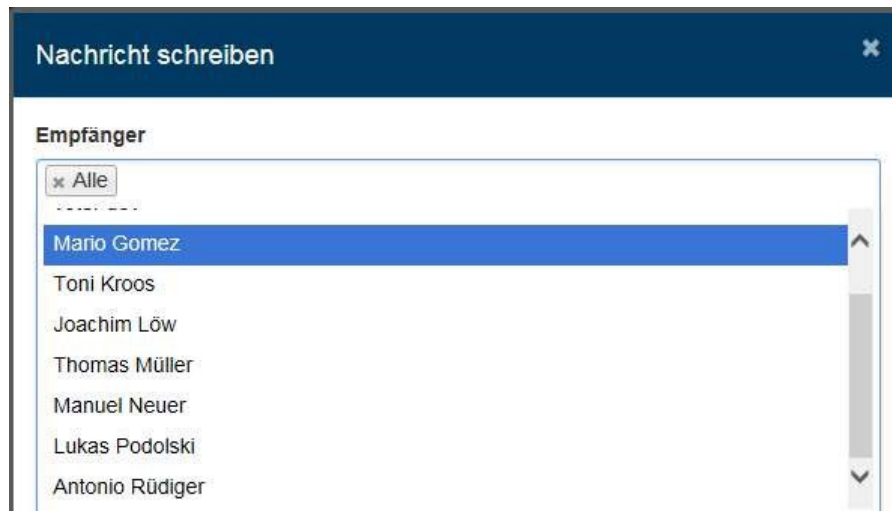 Nachricht schreiben
Empfänger
Alle
Mario Gomez
Toni Kroos
Joachim Löw
Thomas Müller
Manuel Neuer
Lukas Podolski
Antonio Rüdiger